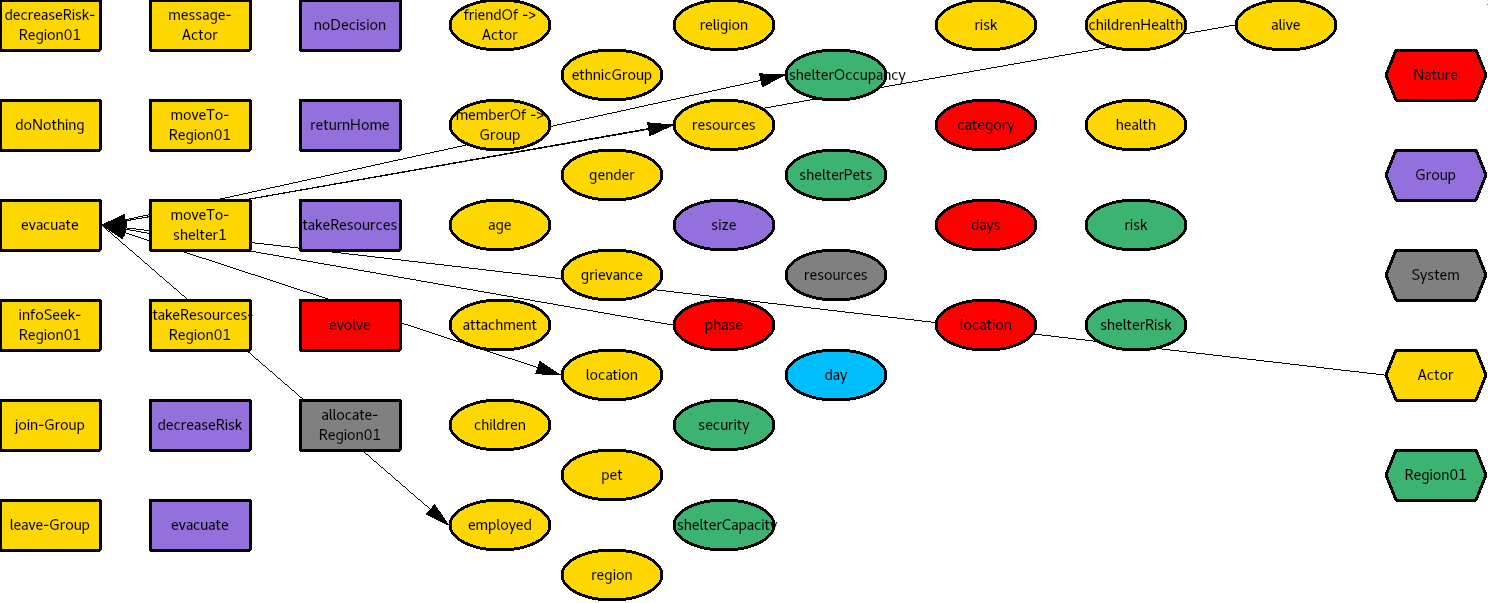 decreaseRisk-
Region01
message-
Actor
noDecision
friendOf ->
Actor
religion
risk
childrenHealth
alive
ethnicGroup
shelterOccupancy
Nature
doNothing
moveTo-
Region01
returnHome
memberOf ->
Group
resources
category
health
gender
shelterPets
Group
evacuate
moveTo-
shelter1
takeResources
age
size
days
risk
grievance
resources
System
infoSeek-
Region01
takeResources-
Region01
evolve
attachment
phase
location
shelterRisk
location
day
Actor
join-Group
decreaseRisk
allocate-
Region01
children
security
pet
Region01
leave-Group
evacuate
employed
shelterCapacity
region